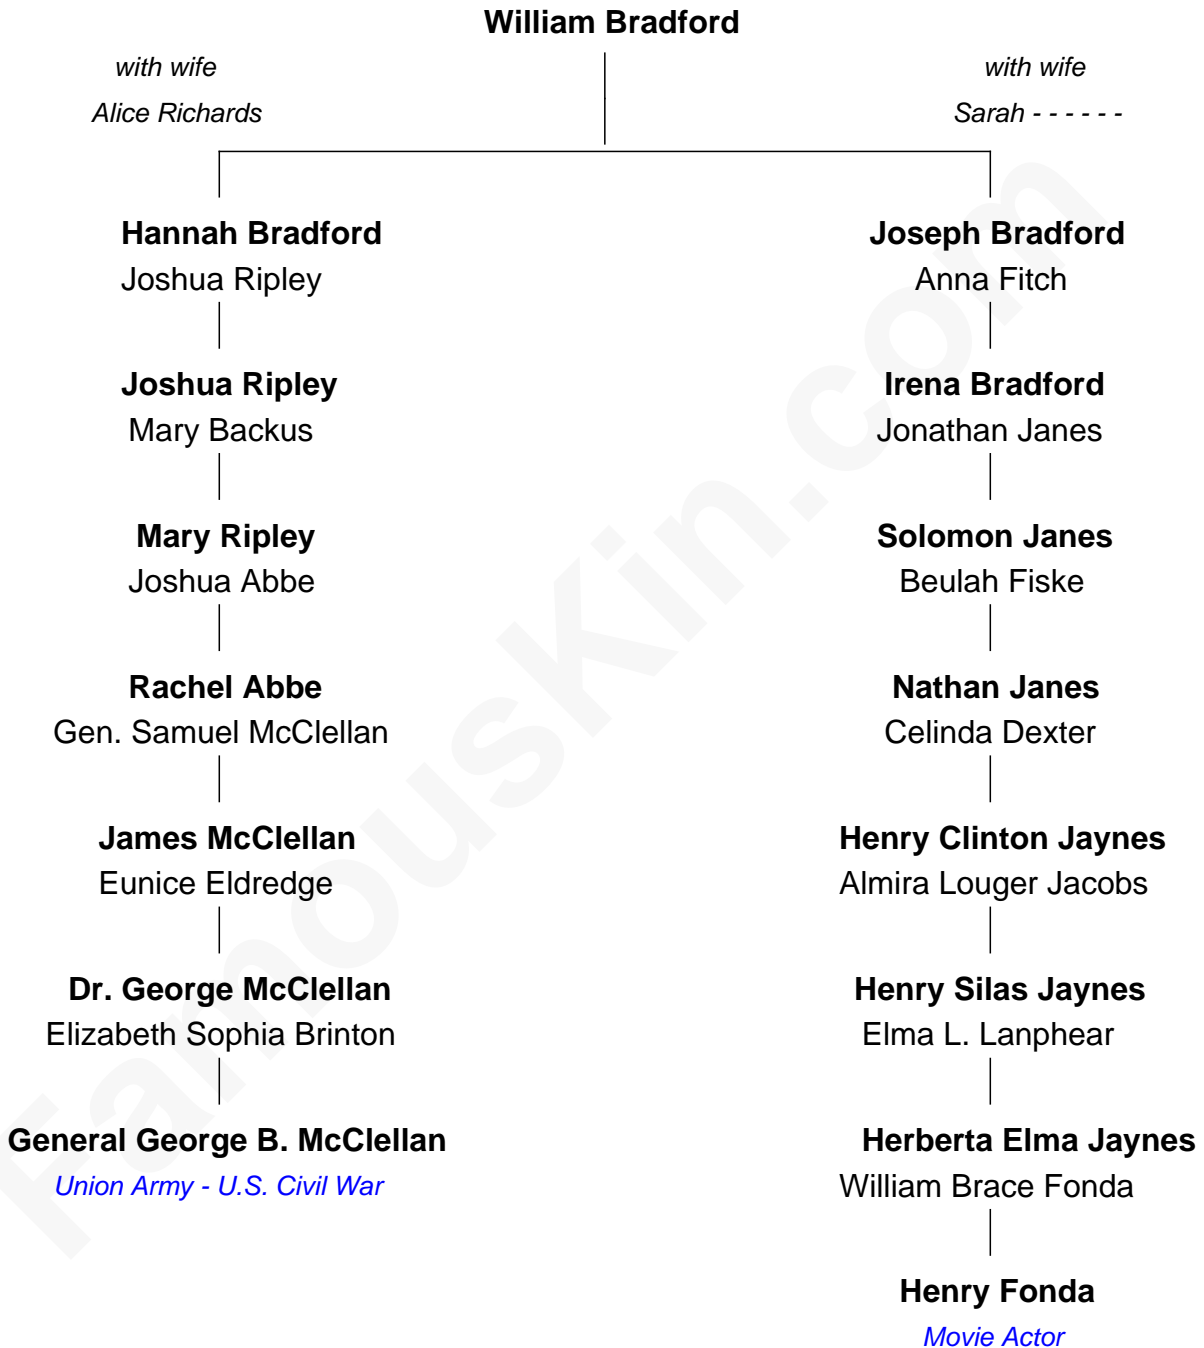 William Bradford
with wife
Alice Richards
with wife
Sarah - - - - - -
Hannah Bradford
Joshua Ripley
Joseph Bradford
Anna Fitch
Joshua Ripley
Mary Backus
Irena Bradford
Jonathan Janes
Mary Ripley
Joshua Abbe
Solomon Janes
Beulah Fiske
Rachel Abbe
Gen. Samuel McClellan
Nathan Janes
Celinda Dexter
James McClellan
Eunice Eldredge
Henry Clinton Jaynes
Almira Louger Jacobs
Dr. George McClellan
Elizabeth Sophia Brinton
Henry Silas Jaynes
Elma L. Lanphear
General George B. McClellan
Union Army - U.S. Civil War
Herberta Elma Jaynes
William Brace Fonda
Henry Fonda
Movie Actor
FamousKin.com